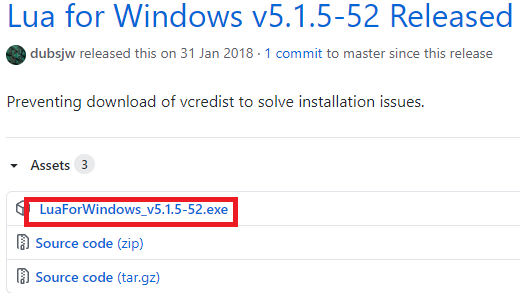 Lua for Windows v5.1.5-52 Released
dubsjw released this on 31 Jan 2018 · 1 commit to master since this release
Preventing download of vcredist to solve installation issues.
Assets 3
LuaForWindows_v5.1.5-52.exe
Source code (zip)
Source code (tar.gz)